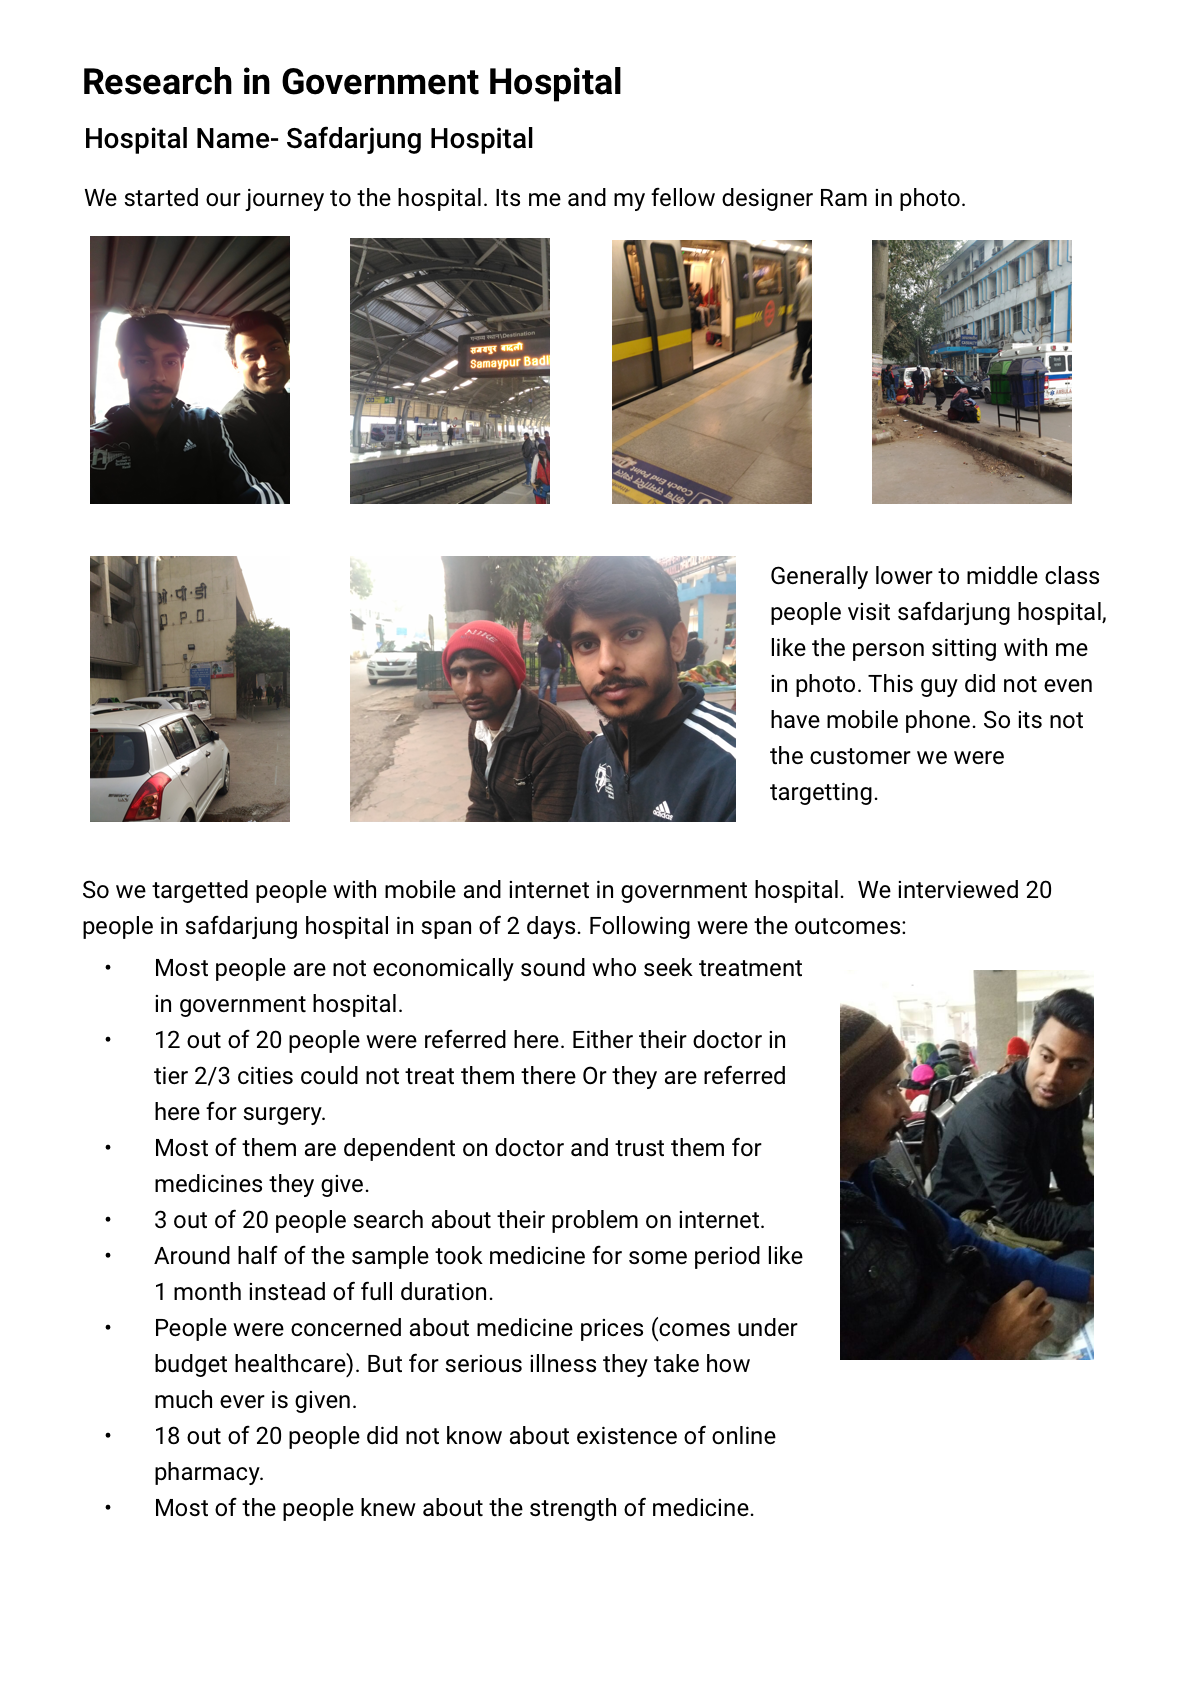 Research in Government Hospital
Hospital Name- Safdarjung Hospital
We started our journey to the hospital. Its me and my fellow designer Ram in photo.
गन्तव्य स्थान\Destination
समयपुर बादली
Samaypur Badl
Coach End Point
ओ॰पी॰डी
O P D
NIKE
adidas
Generally lower to middle class
people visit safdarjung hospital,
like the person sitting with me
in photo. This guy did not even
have mobile phone. So its not
the customer we were
targetting.
So we targetted people with mobile and internet in government hospital.  We interviewed 20
people in safdarjung hospital in span of 2 days. Following were the outcomes:
• Most people are not economically sound who seek treatment
in government hospital.
• 12 out of 20 people were referred here. Either their doctor in
tier 2/3 cities could not treat them there Or they are referred
here for surgery.
• Most of them are dependent on doctor and trust them for
medicines they give.
• 3 out of 20 people search about their problem on internet.
• Around half of the sample took medicine for some period like
1 month instead of full duration.
• People were concerned about medicine prices (comes under
budget healthcare). But for serious illness they take how
much ever is given.
• 18 out of 20 people did not know about existence of online
pharmacy.
• Most of the people knew about the strength of medicine.